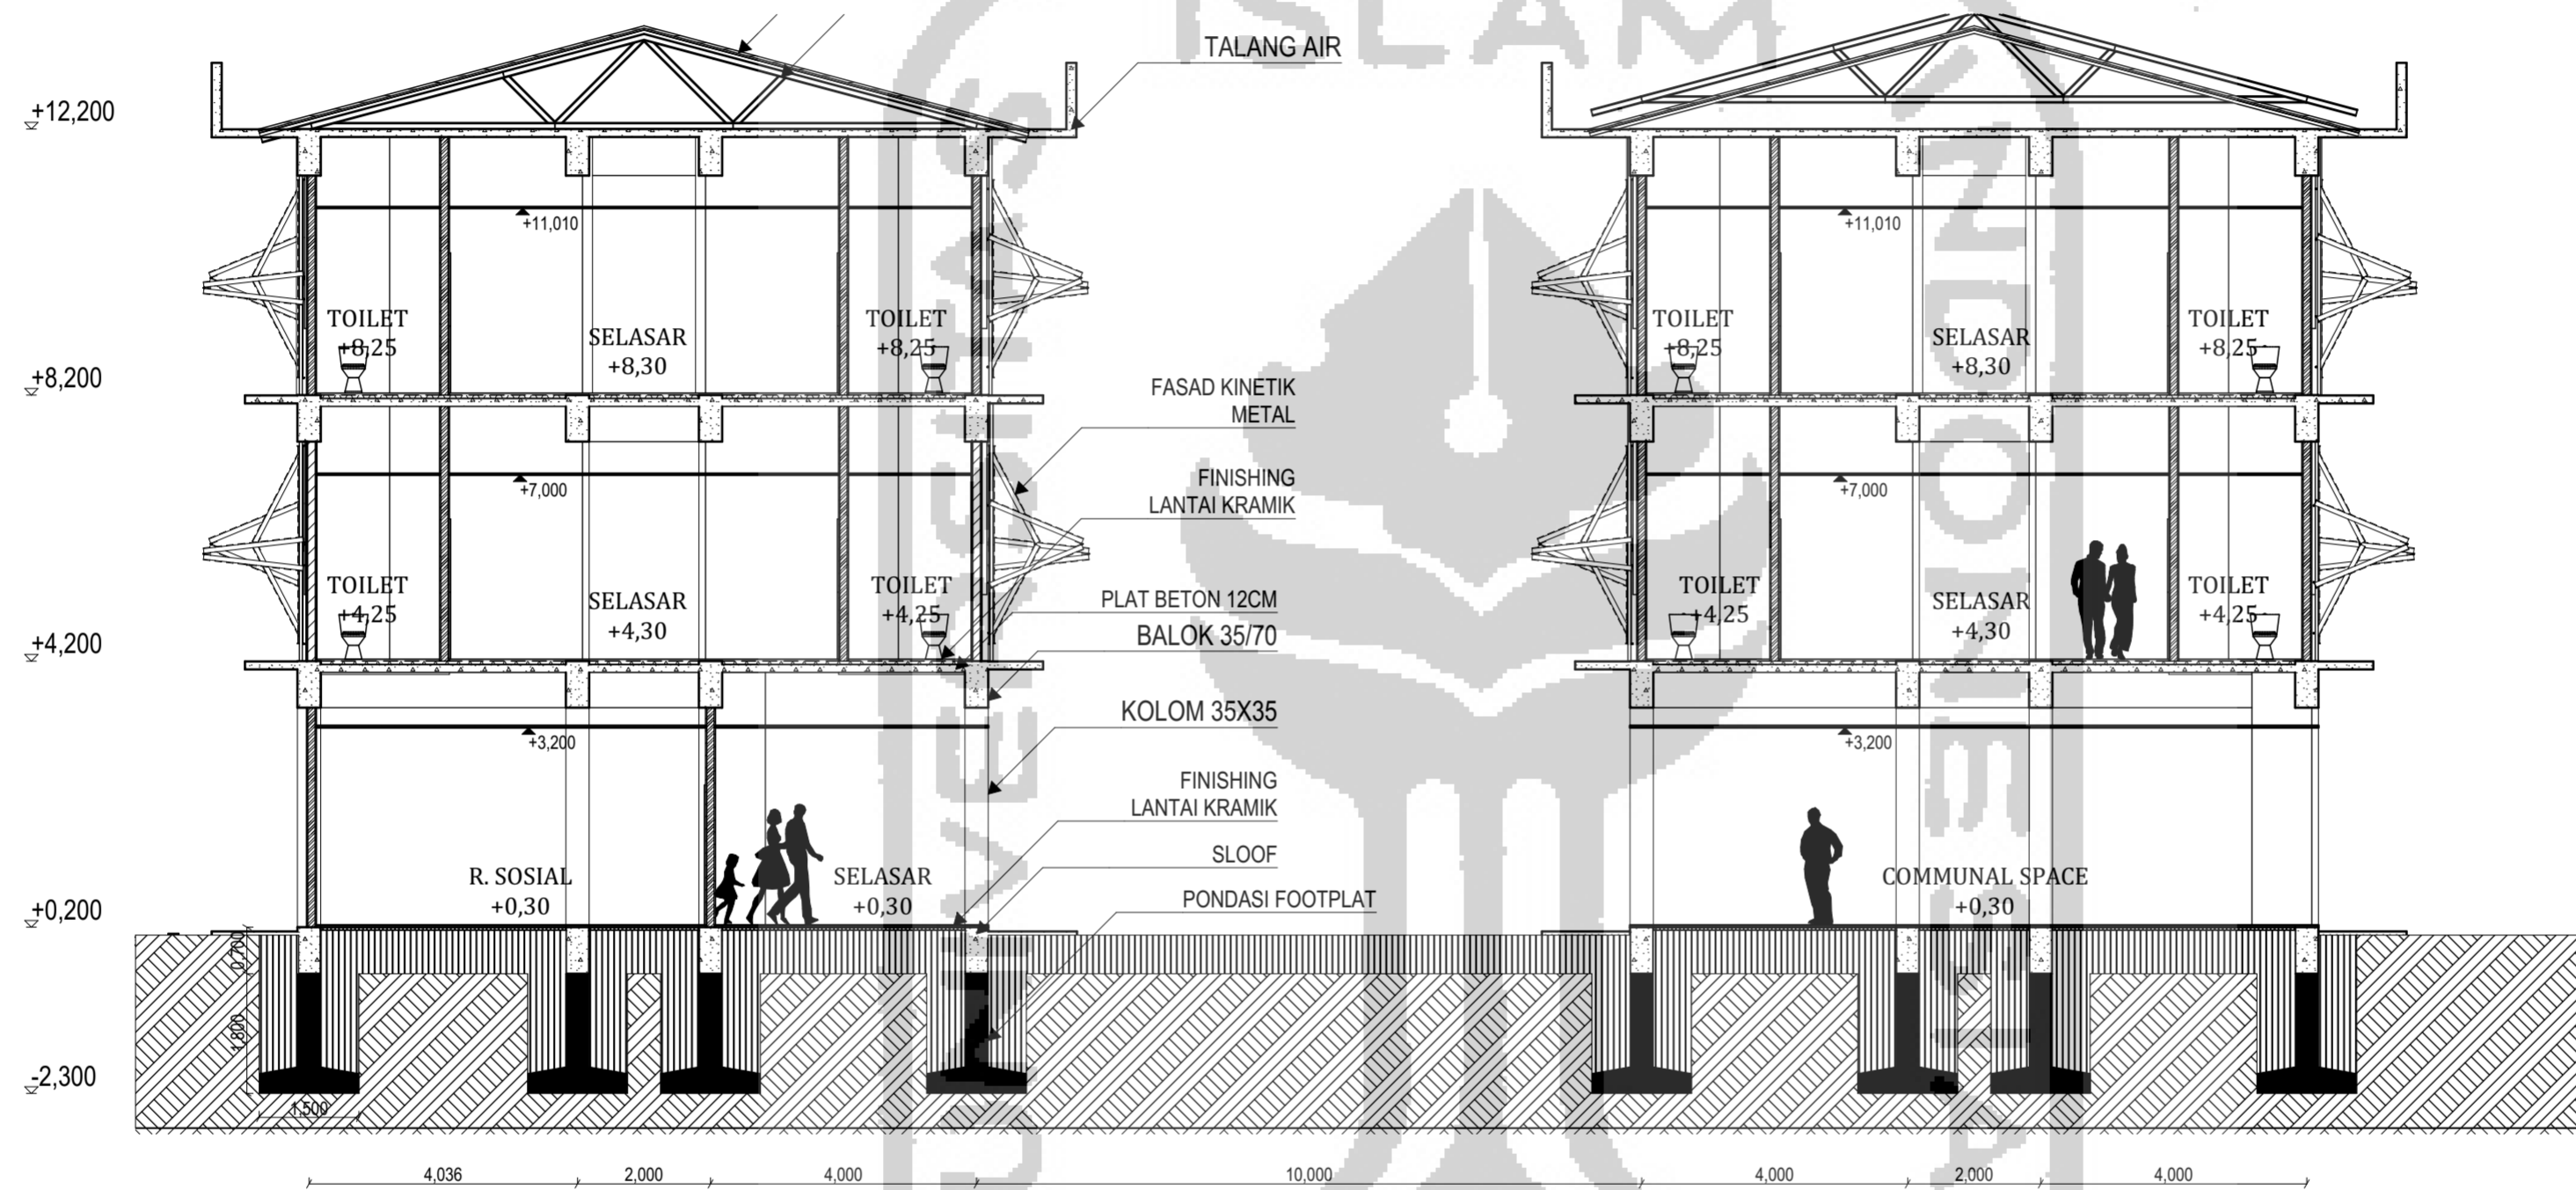 ISLAM
TALANG AIR
+12,200
+11,010
+11,010
TOILET
+8,25
SELASAR
+8,30
TOILET
+8,25
TOILET
+8,25
SELASAR
+8,30
TOILET
+8,25
+8,200
FASAD KINETIK
METAL
FINISHING
LANTAI KRAMIK
+7,000
+7,000
TOILET
+4,25
SELASAR
+4,30
TOILET
+4,25
TOILET
+4,25
SELASAR
+4,30
TOILET
+4,25
PLAT BETON 12CM
BALOK 35/70
+4,200
KOLOM 35X35
+3,200
+3,200
FINISHING
LANTAI KRAMIK
SLOOF
PONDASI FOOTPLAT
R. SOSIAL
+0,30
SELASAR
+0,30
COMMUNAL SPACE
+0,30
+0,200
0,700
1,800
-2,300
1,500
4,036
2,000
4,000
10,000
4,000
2,000
4,000